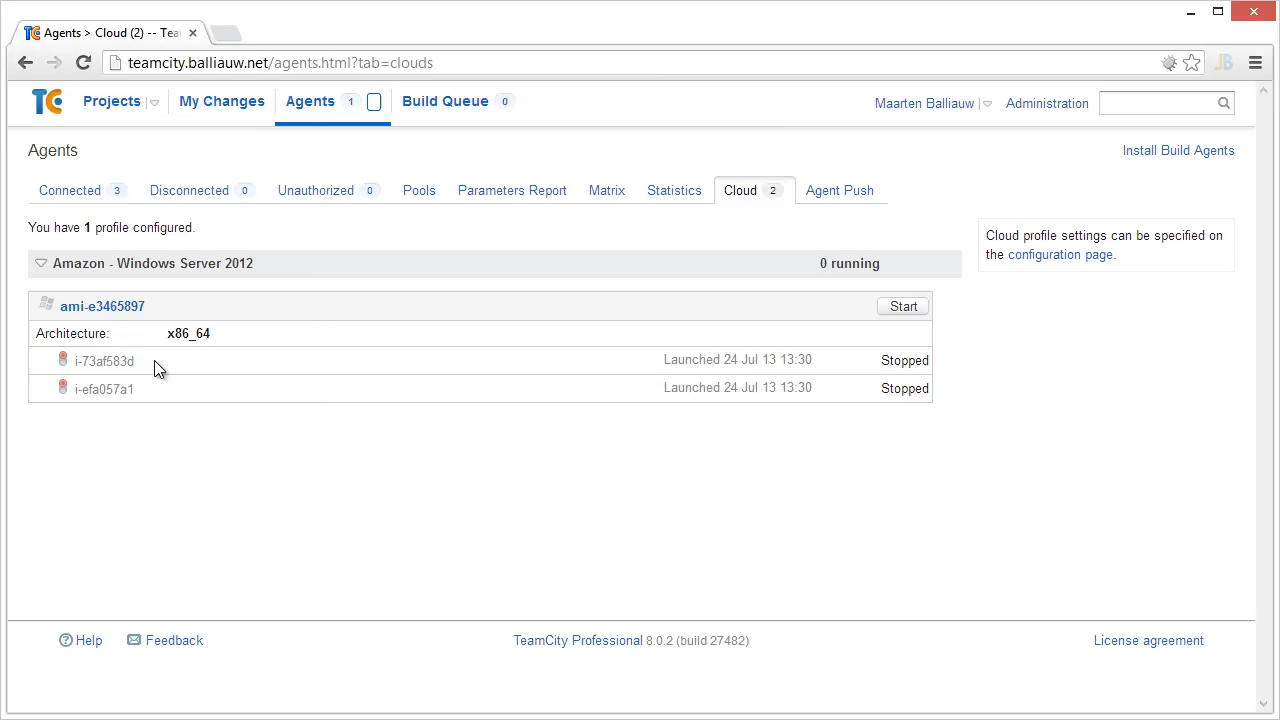 Agents > Cloud (2) -- Tea
teamcity.balliauw.net/agents.html?tab=clouds
TC Projects My Changes Agents 1 Build Queue 0 Maarten Balliauw Administration
Agents Install Build Agents
Connected 3 Disconnected 0 Unauthorized 0 Pools Parameters Report Matrix Statistics Cloud 2 Agent Push
You have 1 profile configured.
Cloud profile settings can be specified on
the configuration page.
Amazon - Windows Server 2012 0 running
ami-e3465897 Start
Architecture: x86_64
i-73af583d Launched 24 Jul 13 13:30 Stopped
i-efa057a1 Launched 24 Jul 13 13:30 Stopped
Help Feedback TeamCity Professional 8.0.2 (build 27482) License agreement